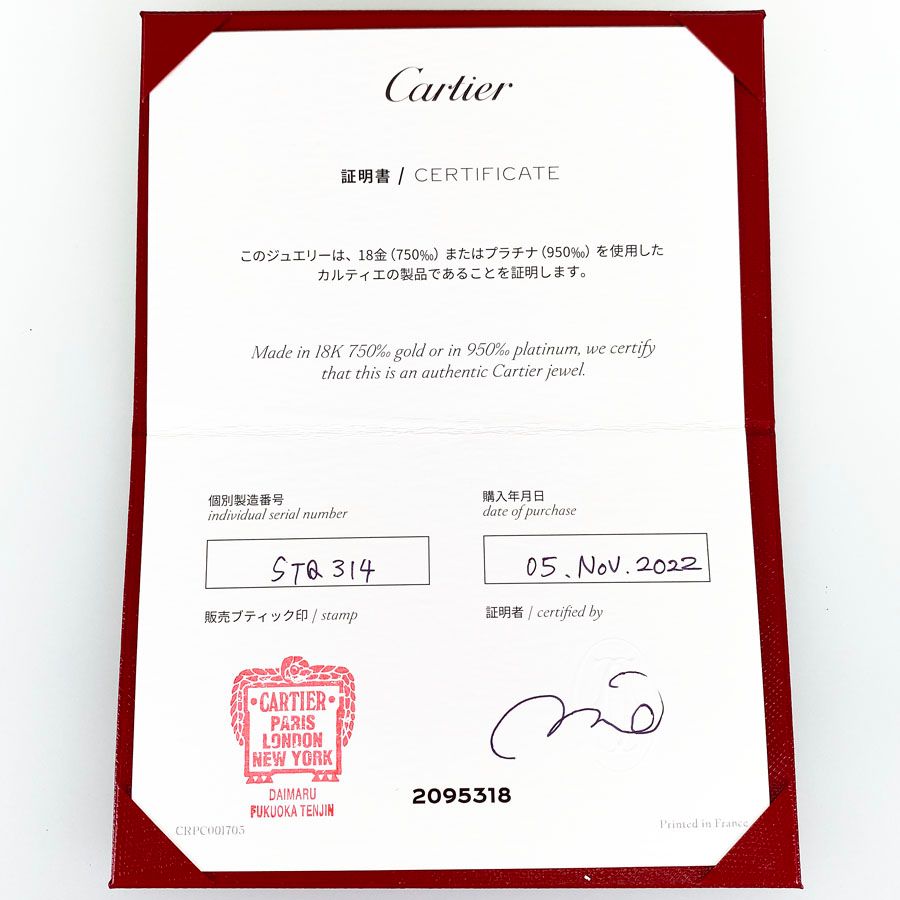 Cartier
証明書 / CERTIFICATE
このジュエリーは、18金（750‰）またはプラチナ（950‰）を使用した
カルティエの製品であることを証明します。
Made in 18K 750‰ gold or in 950‰ platinum, we certify
that this is an authentic Cartier jewel.
個別製造番号
individual serial number
STQ 314
購入年月日
date of purchase
05. Nov. 2022
販売ブティック印 / stamp
証明者 / certified by
CARTIER
PARIS
LONDON
NEW YORK
DAIMARU
FUKUOKA TENJIN
2095318
CRPC001705
Printed in France